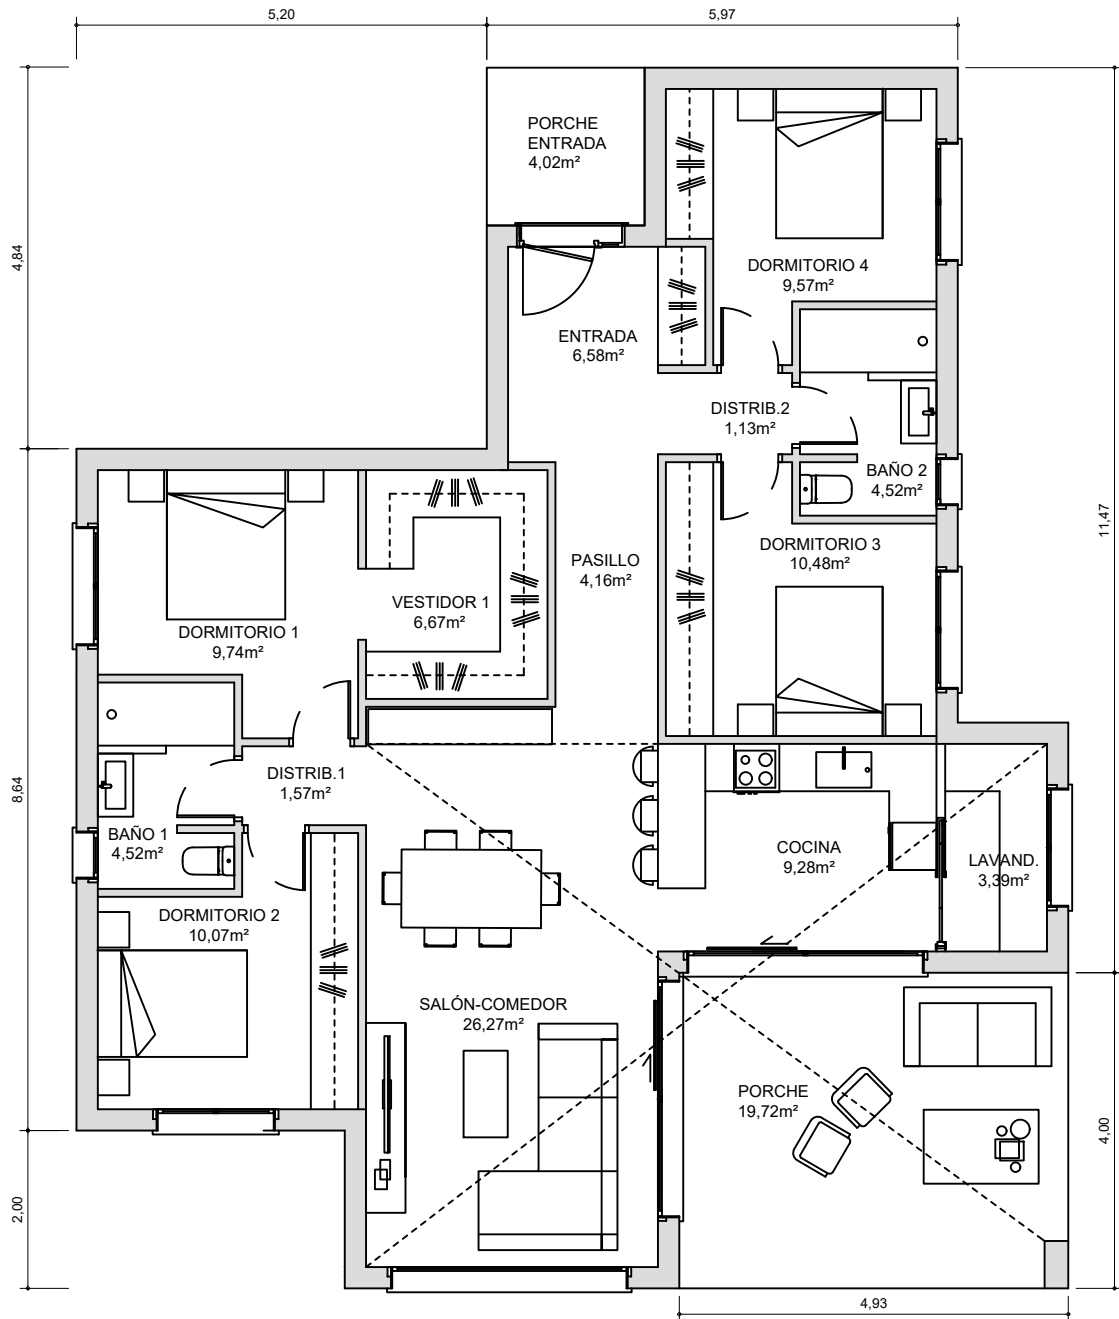 5,20
5,97
PORCHE
ENTRADA
4,02m²
4,84
DORMITORIO 4
9,57m²
ENTRADA
6,58m²
DISTRIB.2
1,13m²
BAÑO 2
4,52m²
11,47
DORMITORIO 3
10,48m²
PASILLO
4,16m²
VESTIDOR 1
6,67m²
DORMITORIO 1
9,74m²
DISTRIB.1
1,57m²
8,64
BAÑO 1
4,52m²
COCINA
9,28m²
LAVAND.
3,39m²
DORMITORIO 2
10,07m²
SALÓN-COMEDOR
26,27m²
PORCHE
19,72m²
4,00
2,00
4,93